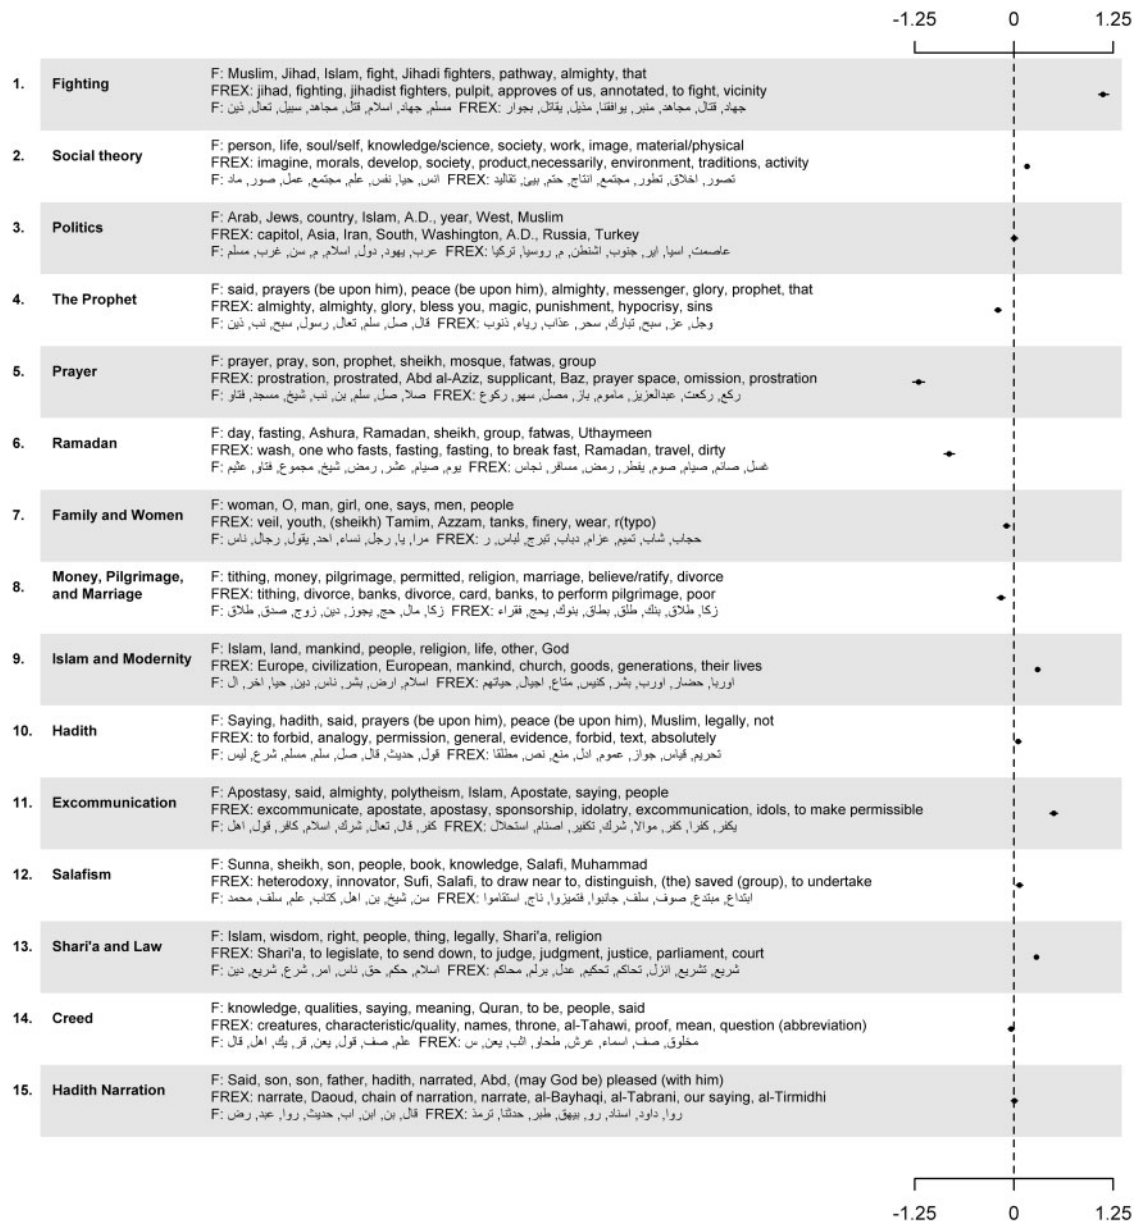 -1.25 0 1.25
1. Fighting
F: Muslim, Jihad, Islam, fight, Jihadi fighters, pathway, almighty, that
FREX: jihad, fighting, jihadist fighters, pulpit, approves of us, annotated, to fight, vicinity
F: مسلم, جهاد, اسلام, قتل, مجاهد, سبيل, تعال, ذين FREX: جهاد, قتال, مجاهد, منبر, يوافقنا, مذيل, يقاتل, بجوار
2. Social theory
F: person, life, soul/self, knowledge/science, society, work, image, material/physical
FREX: imagine, morals, develop, society, product,necessarily, environment, traditions, activity
F: انس, حيا, نفس, علم, مجتمع, عمل, صور, ماد FREX: تصور, اخلاق, تطور, مجتمع, انتاج, حتم, بيئ, تقاليد
3. Politics
F: Arab, Jews, country, Islam, A.D., year, West, Muslim
FREX: capitol, Asia, Iran, South, Washington, A.D., Russia, Turkey
F: عرب, يهود, دول, اسلام, م, سن, غرب, مسلم FREX: عاصمت, اسيا, اير, جنوب, اشنطن, م, روسيا, تركيا
4. The Prophet
F: said, prayers (be upon him), peace (be upon him), almighty, messenger, glory, prophet, that
FREX: almighty, almighty, glory, bless you, magic, punishment, hypocrisy, sins
F: قال, صل, سلم, تعال, رسول, سبح, نب, ذين FREX: وجل, عز, سبح, تبارك, سحر, عذاب, رياء, ذنوب
5. Prayer
F: prayer, pray, son, prophet, sheikh, mosque, fatwas, group
FREX: prostration, prostrated, Abd al-Aziz, supplicant, Baz, prayer space, omission, prostration
F: صلا, صل, سلم, بن, نب, شيخ, مسجد, فتاو FREX: ركع, ركعت, عبدالعزيز, ماموم, باز, مصل, سهو, ركوع
6. Ramadan
F: day, fasting, Ashura, Ramadan, sheikh, group, fatwas, Uthaymeen
FREX: wash, one who fasts, fasting, fasting, to break fast, Ramadan, travel, dirty
F: يوم, صيام, عشر, رمض, شيخ, مجموع, فتاو, عثيم FREX: غسل, صائم, صيام, صوم, يفطر, رمض, مسافر, نجاس
7. Family and Women
F: woman, O, man, girl, one, says, men, people
FREX: veil, youth, (sheikh) Tamim, Azzam, tanks, finery, wear, r(typo)
F: مرا, يا, رجل, نساء, احد, يقول, رجال, ناس FREX: حجاب, شاب, تميم, عزام, دباب, تبرج, لباس, ر
8. Money, Pilgrimage, and Marriage
F: tithing, money, pilgrimage, permitted, religion, marriage, believe/ratify, divorce
FREX: tithing, divorce, banks, divorce, card, banks, to perform pilgrimage, poor
F: زكا, مال, حج, يجوز, دين, زوج, صدق, طلاق FREX: زكا, طلاق, بنك, طلق, بطاق, بنوك, يحج, فقراء
9. Islam and Modernity
F: Islam, land, mankind, people, religion, life, other, God
FREX: Europe, civilization, European, mankind, church, goods, generations, their lives
F: اسلام, ارض, بشر, ناس, دين, حيا, اخر, ال FREX: اوربا, حضار, اورب, بشر, كنيس, متاع, اجيال, حياتهم
10. Hadith
F: Saying, hadith, said, prayers (be upon him), peace (be upon him), Muslim, legally, not
FREX: to forbid, analogy, permission, general, evidence, forbid, text, absolutely
F: قول, حديث, قال, صل, سلم, مسلم, شرع, ليس FREX: تحريم, قياس, جواز, عموم, ادل, منع, نص, مطلقا
11. Excommunication
F: Apostasy, said, almighty, polytheism, Islam, Apostate, saying, people
FREX: excommunicate, apostate, apostasy, sponsorship, idolatry, excommunication, idols, to make permissible
F: كفر, قال, تعال, شرك, اسلام, كافر, قول, اهل FREX: يكفر, كفرا, كفر, موالا, شرك, تكفير, اصنام, استحلال
12. Salafism
F: Sunna, sheikh, son, people, book, knowledge, Salafi, Muhammad
FREX: heterodoxy, innovator, Sufi, Salafi, to draw near to, distinguish, (the) saved (group), to undertake
F: سن, شيخ, بن, اهل, كتاب, علم, سلف, محمد FREX: ابتداع, مبتدع, صوف, سلف, جانبوا, فتميزوا, ناج, استقاموا
13. Shari'a and Law
F: Islam, wisdom, right, people, thing, legally, Shari'a, religion
FREX: Shari'a, to legislate, to send down, to judge, judgment, justice, parliament, court
F: اسلام, حكم, حق, ناس, امر, شرع, شريع, دين FREX: شريع, تشريع, انزل, تحاكم, تحكيم, عدل, برلم, محاكم
14. Creed
F: knowledge, qualities, saying, meaning, Quran, to be, people, said
FREX: creatures, characteristic/quality, names, throne, al-Tahawi, proof, mean, question (abbreviation)
F: علم, صف, قول, يعن, قر, يك, اهل, قال FREX: مخلوق, صف, اسماء, عرش, طحاو, اثب, يعن, س
15. Hadith Narration
F: Said, son, son, father, hadith, narrated, Abd, (may God be) pleased (with him)
FREX: narrate, Daoud, chain of narration, narrate, al-Bayhaqi, al-Tabrani, our saying, al-Tirmidhi
F: قال, بن, ابن, اب, حديث, روا, عبد, رض FREX: روا, داود, اسناد, رو, بيهق, طبر, حدثنا, ترمذ
-1.25 0 1.25